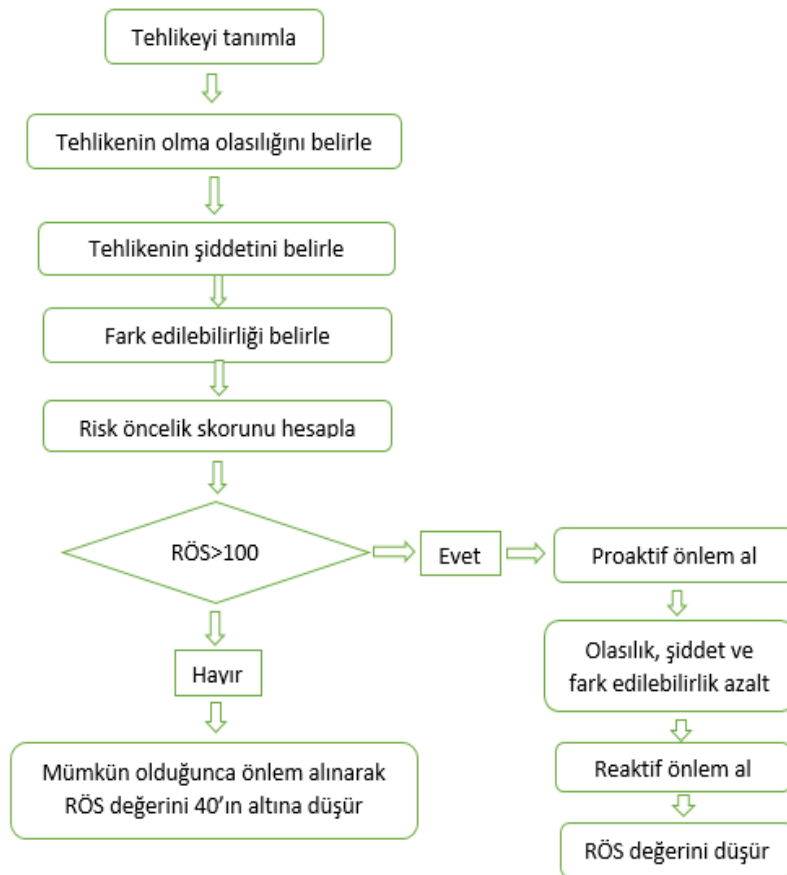 Tehlikeyi tanımla
Tehlikenin olma olasılığını belirle
Tehlikenin şiddetini belirle
Fark edilebilirliği belirle
Risk öncelik skorunu hesapla
RÖS>100
Evet
Proaktif önlem al
Olasılık, şiddet ve
fark edilebilirlik azalt
Reaktif önlem al
RÖS değerini düşür
Hayır
Mümkün olduğunca önlem alınarak
RÖS değerini 40’ın altına düşür